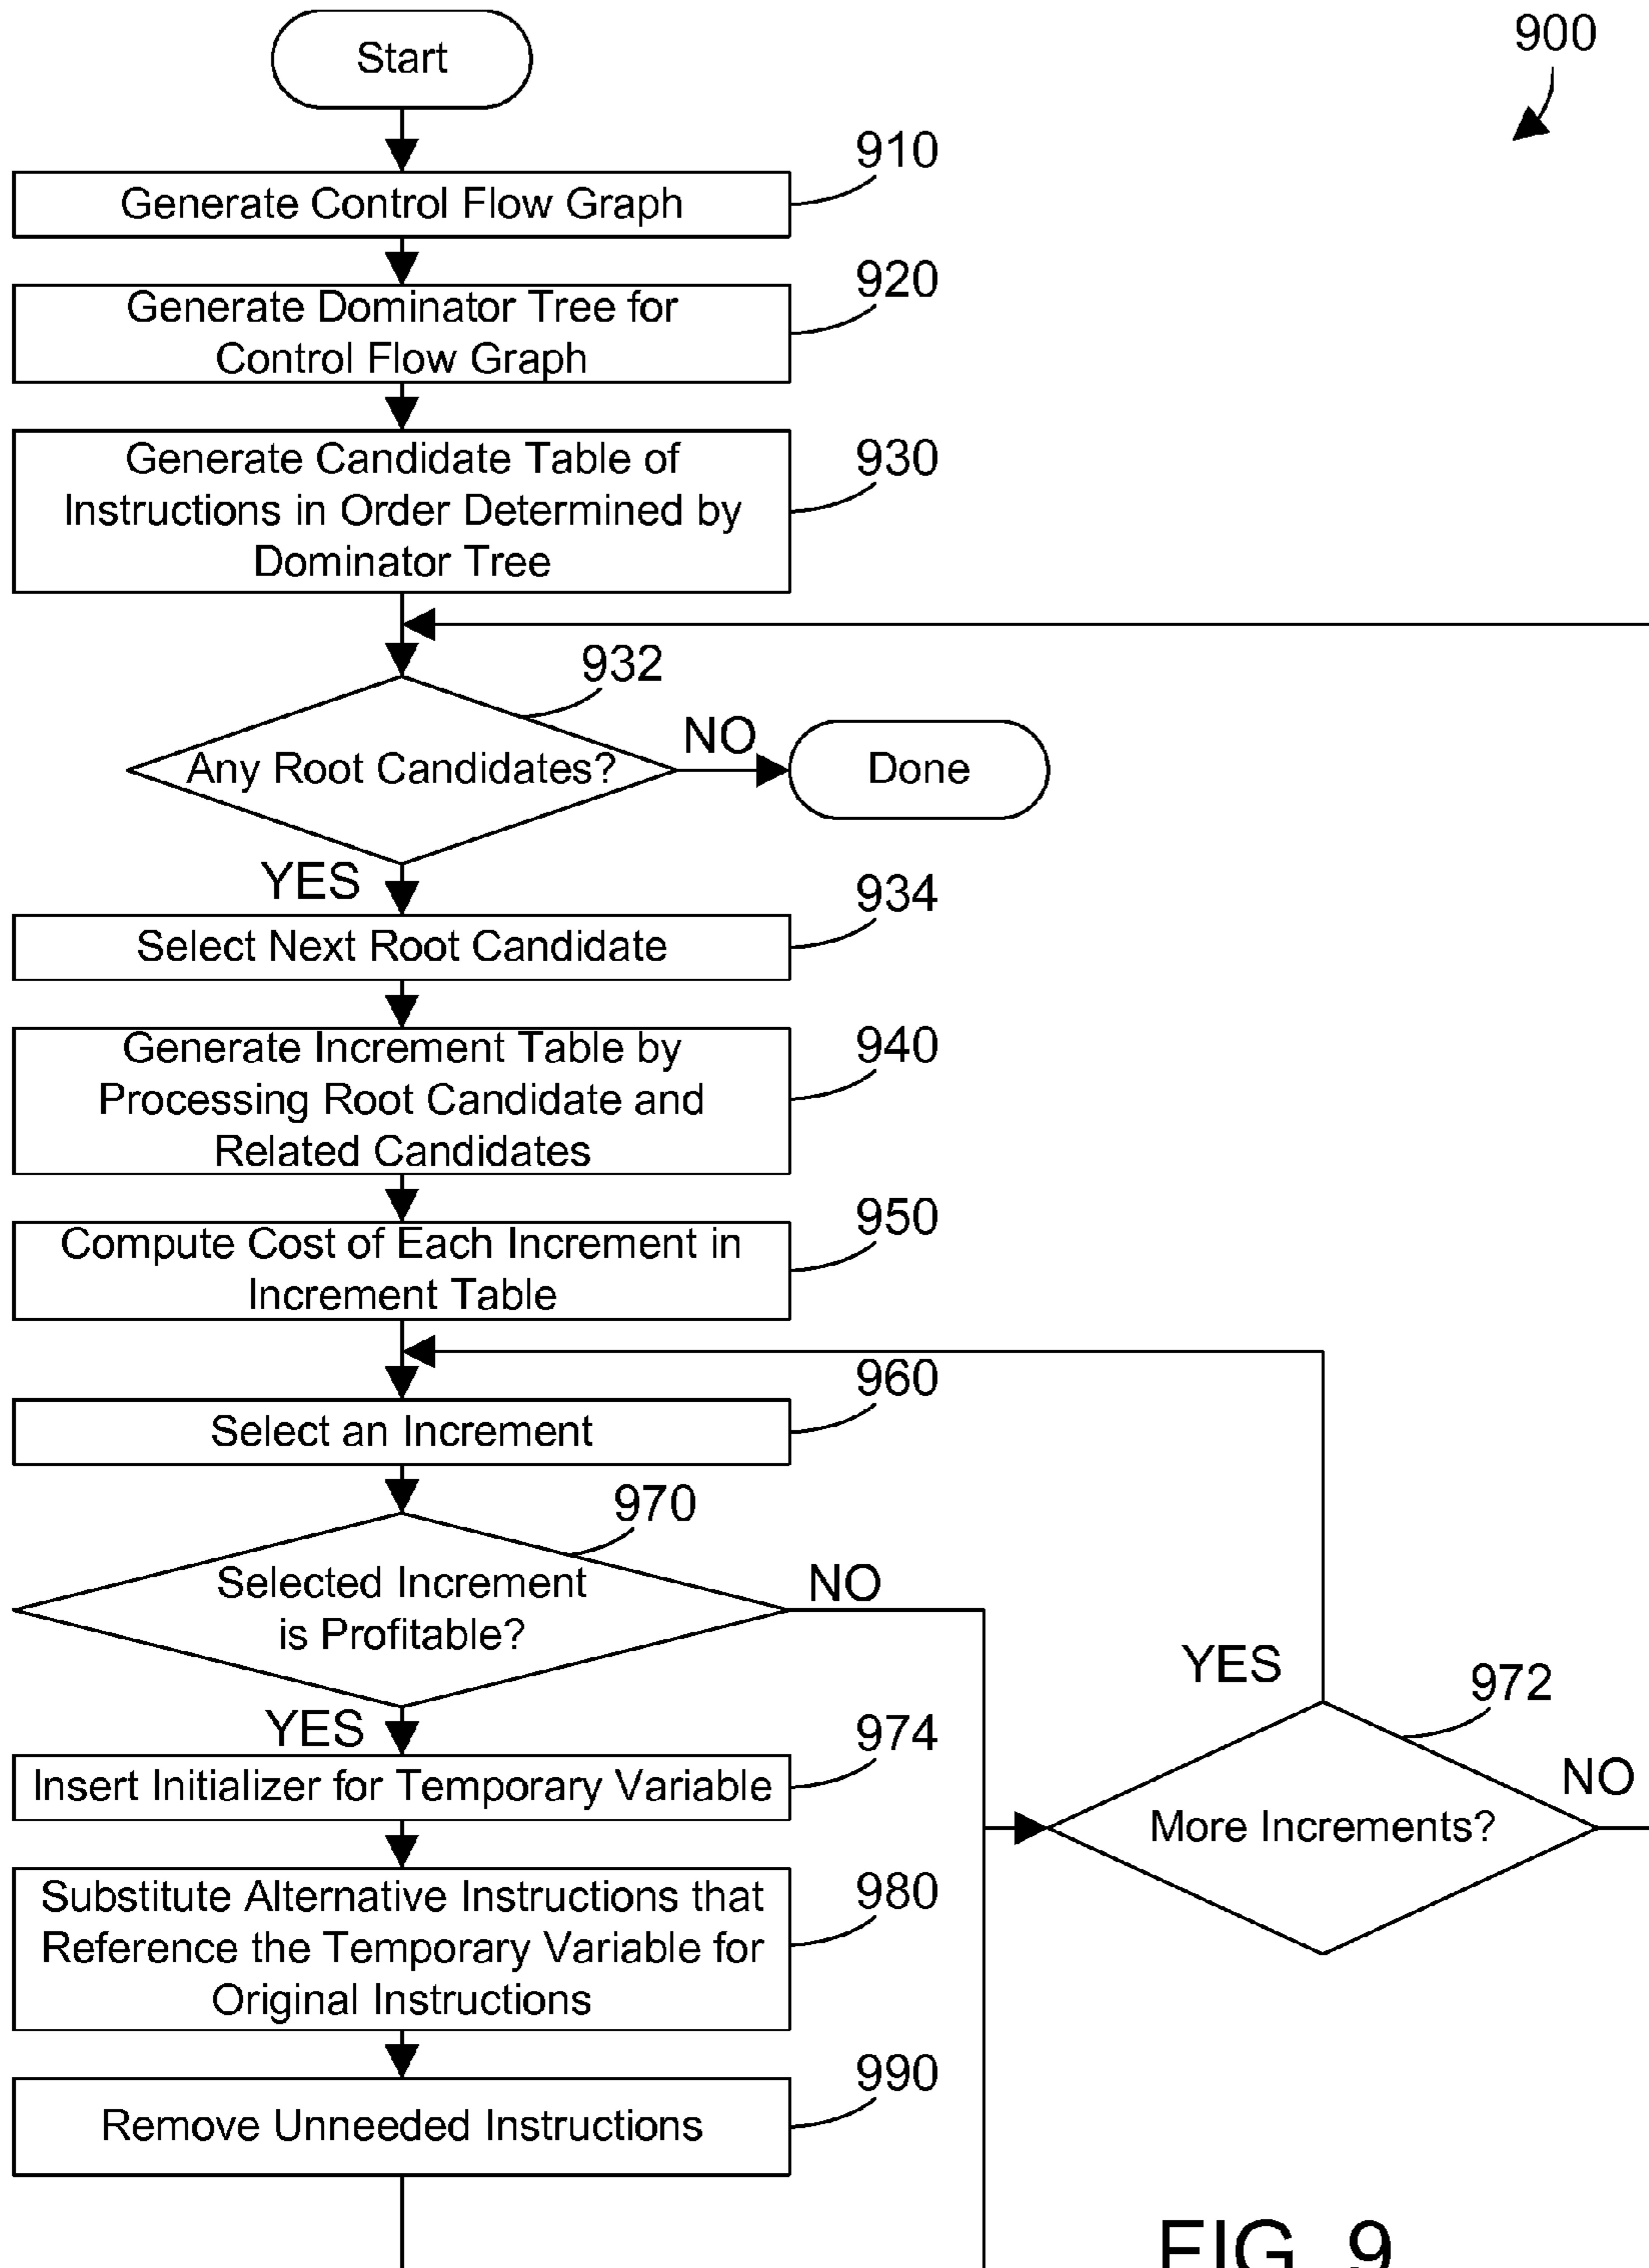 900
Start
910
Generate Control Flow Graph
920
Generate Dominator Tree for
Control Flow Graph
930
Generate Candidate Table of
Instructions in Order Determined by
Dominator Tree
932
Any Root Candidates?
NO
Done
YES
934
Select Next Root Candidate
940
Generate Increment Table by
Processing Root Candidate and
Related Candidates
950
Compute Cost of Each Increment in
Increment Table
960
Select an Increment
970
Selected Increment
is Profitable?
NO
YES
972
More Increments?
NO
YES
974
Insert Initializer for Temporary Variable
980
Substitute Alternative Instructions that
Reference the Temporary Variable for
Original Instructions
990
Remove Unneeded Instructions
FIG. 9